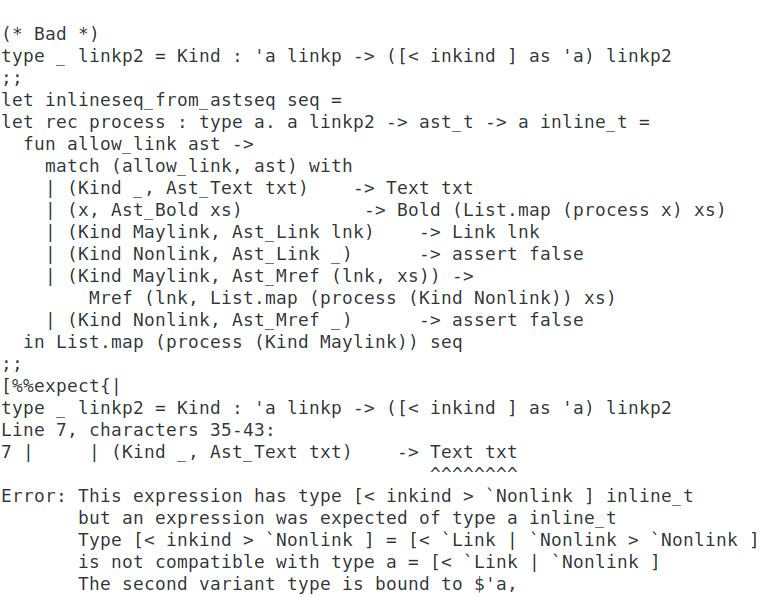 (* Bad *)
type _ linkp2 = Kind : 'a linkp -> ([< inkind ] as 'a) linkp2
;;
let inlineseq_from_astseq seq =
let rec process : type a. a linkp2 -> ast_t -> a inline_t =
  fun allow_link ast ->
    match (allow_link, ast) with
    | (Kind _, Ast_Text txt)    -> Text txt
    | (x, Ast_Bold xs)           -> Bold (List.map (process x) xs)
    | (Kind Maylink, Ast_Link lnk)    -> Link lnk
    | (Kind Nonlink, Ast_Link _)      -> assert false
    | (Kind Maylink, Ast_Mref (lnk, xs)) ->
        Mref (lnk, List.map (process (Kind Nonlink)) xs)
    | (Kind Nonlink, Ast_Mref _)      -> assert false
  in List.map (process (Kind Maylink)) seq
;;
[%%expect{|
type _ linkp2 = Kind : 'a linkp -> ([< inkind ] as 'a) linkp2
Line 7, characters 35-43:
7 |     | (Kind _, Ast_Text txt)    -> Text txt
                                       ^^^^^^^^
Error: This expression has type [< inkind > `Nonlink ] inline_t
       but an expression was expected of type a inline_t
       Type [< inkind > `Nonlink ] = [< `Link | `Nonlink > `Nonlink ]
       is not compatible with type a = [< `Link | `Nonlink ]
       The second variant type is bound to $'a,